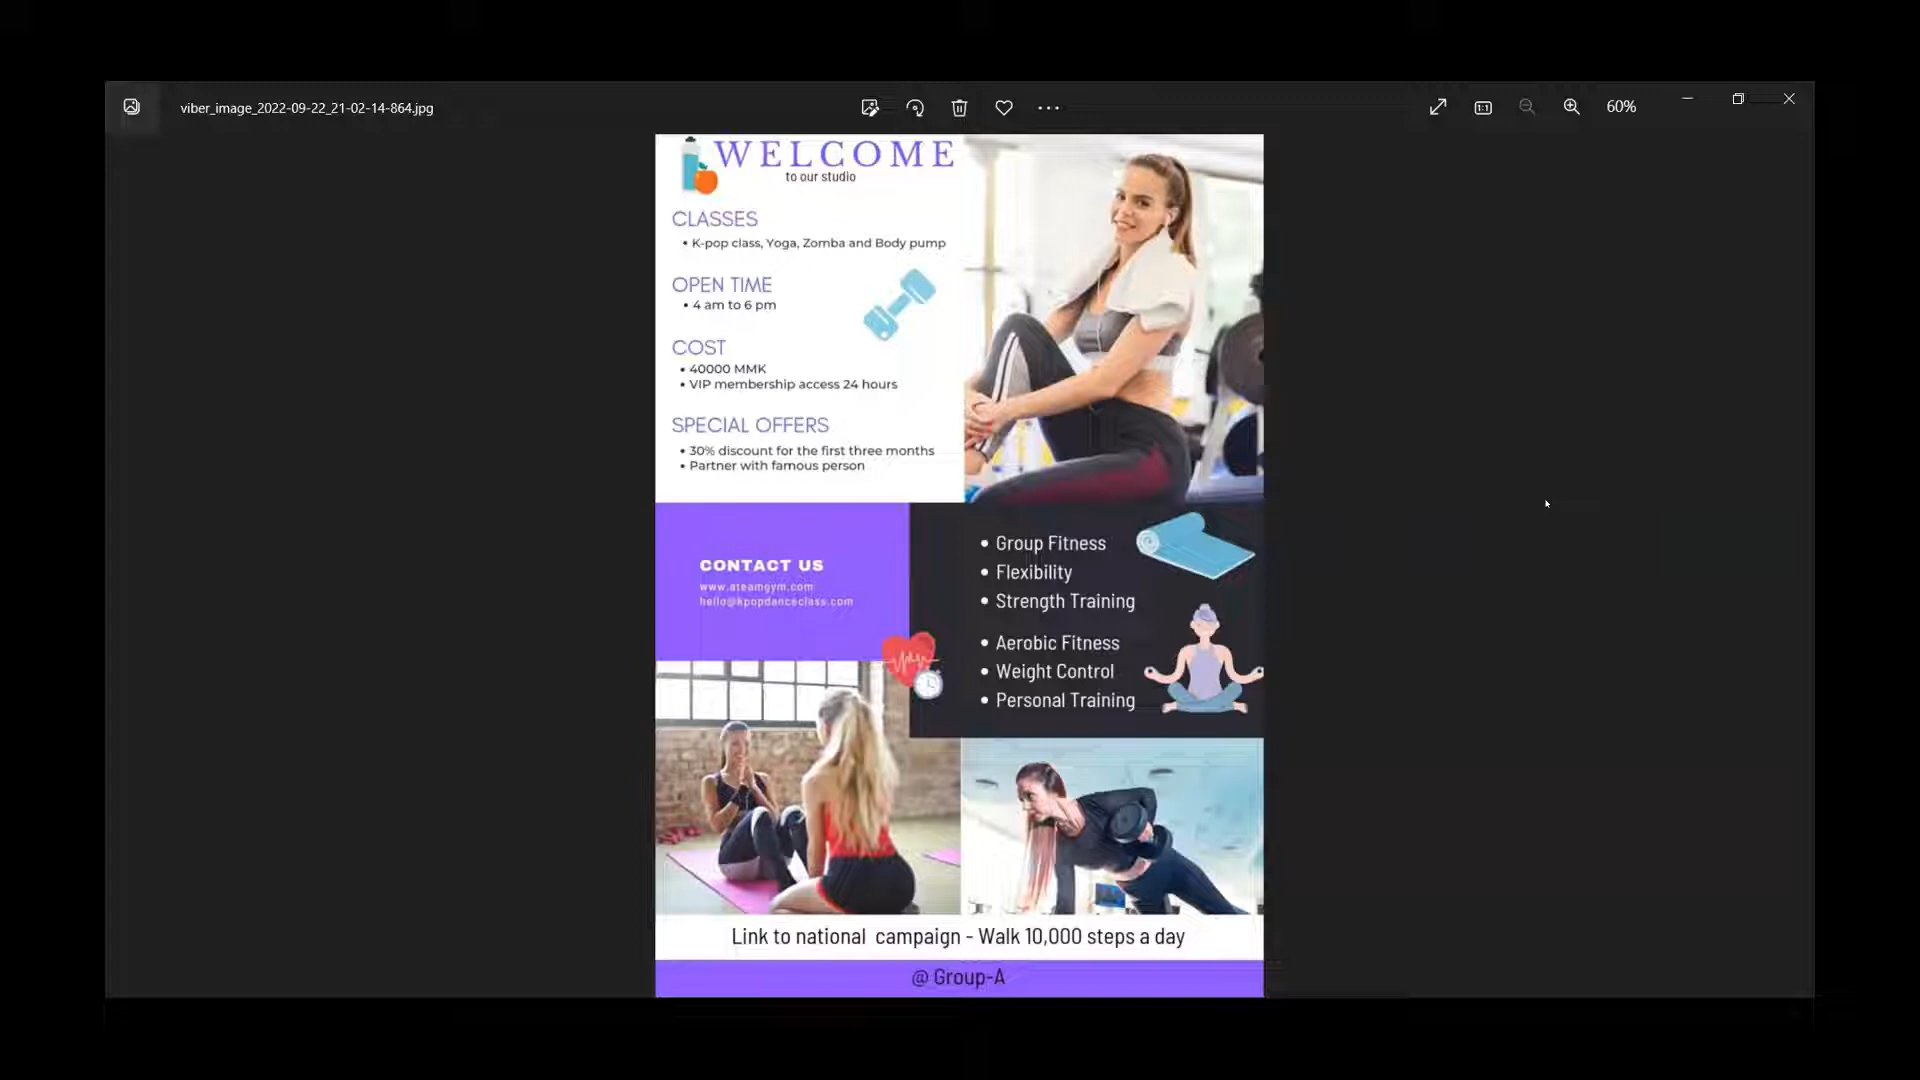 viber_image_2022-09-22_21-02-14-864.jpg
60%
WELCOME
to our studio
CLASSES
• K-pop class, Yoga, Zomba and Body pump
OPEN TIME
• 4 am to 6 pm
COST
• 40000 MMK
• VIP membership access 24 hours
SPECIAL OFFERS
• 30% discount for the first three months
• Partner with famous person
CONTACT US
www.ateamgym.com
hello@kpopdanceclass.com
• Group Fitness
• Flexibility
• Strength Training
• Aerobic Fitness
• Weight Control
• Personal Training
Link to national campaign - Walk 10,000 steps a day
@ Group-A